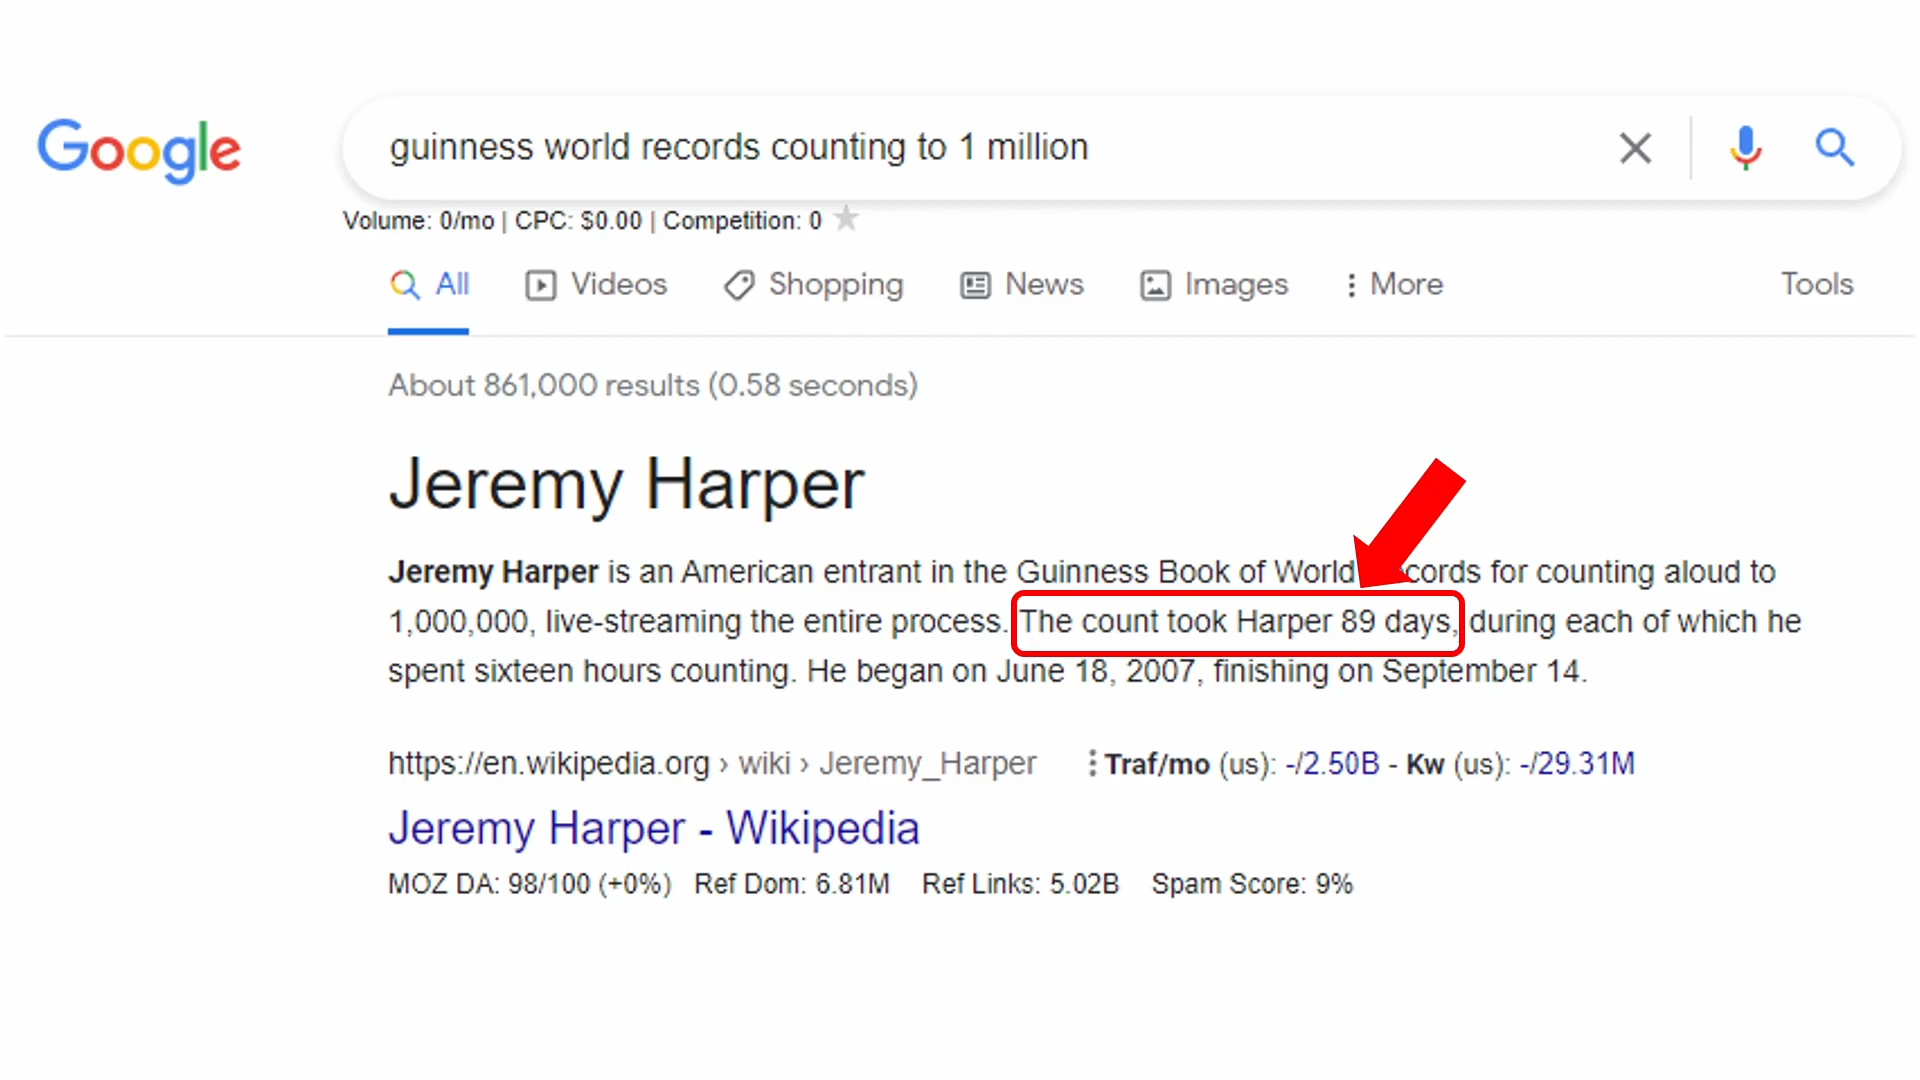 Google
guinness world records counting to 1 million
Volume: 0/mo | CPC: $0.00 | Competition: 0
All Videos Shopping News Images More Tools
About 861,000 results (0.58 seconds)
Jeremy Harper
Jeremy Harper is an American entrant in the Guinness Book of World cords for counting aloud to
1,000,000, live-streaming the entire process. The count took Harper 89 days, during each of which he
spent sixteen hours counting. He began on June 18, 2007, finishing on September 14.
https://en.wikipedia.org › wiki › Jeremy_Harper Traf/mo (us): -/2.50B - Kw (us): -/29.31M
Jeremy Harper - Wikipedia
MOZ DA: 98/100 (+0%) Ref Dom: 6.81M Ref Links: 5.02B Spam Score: 9%